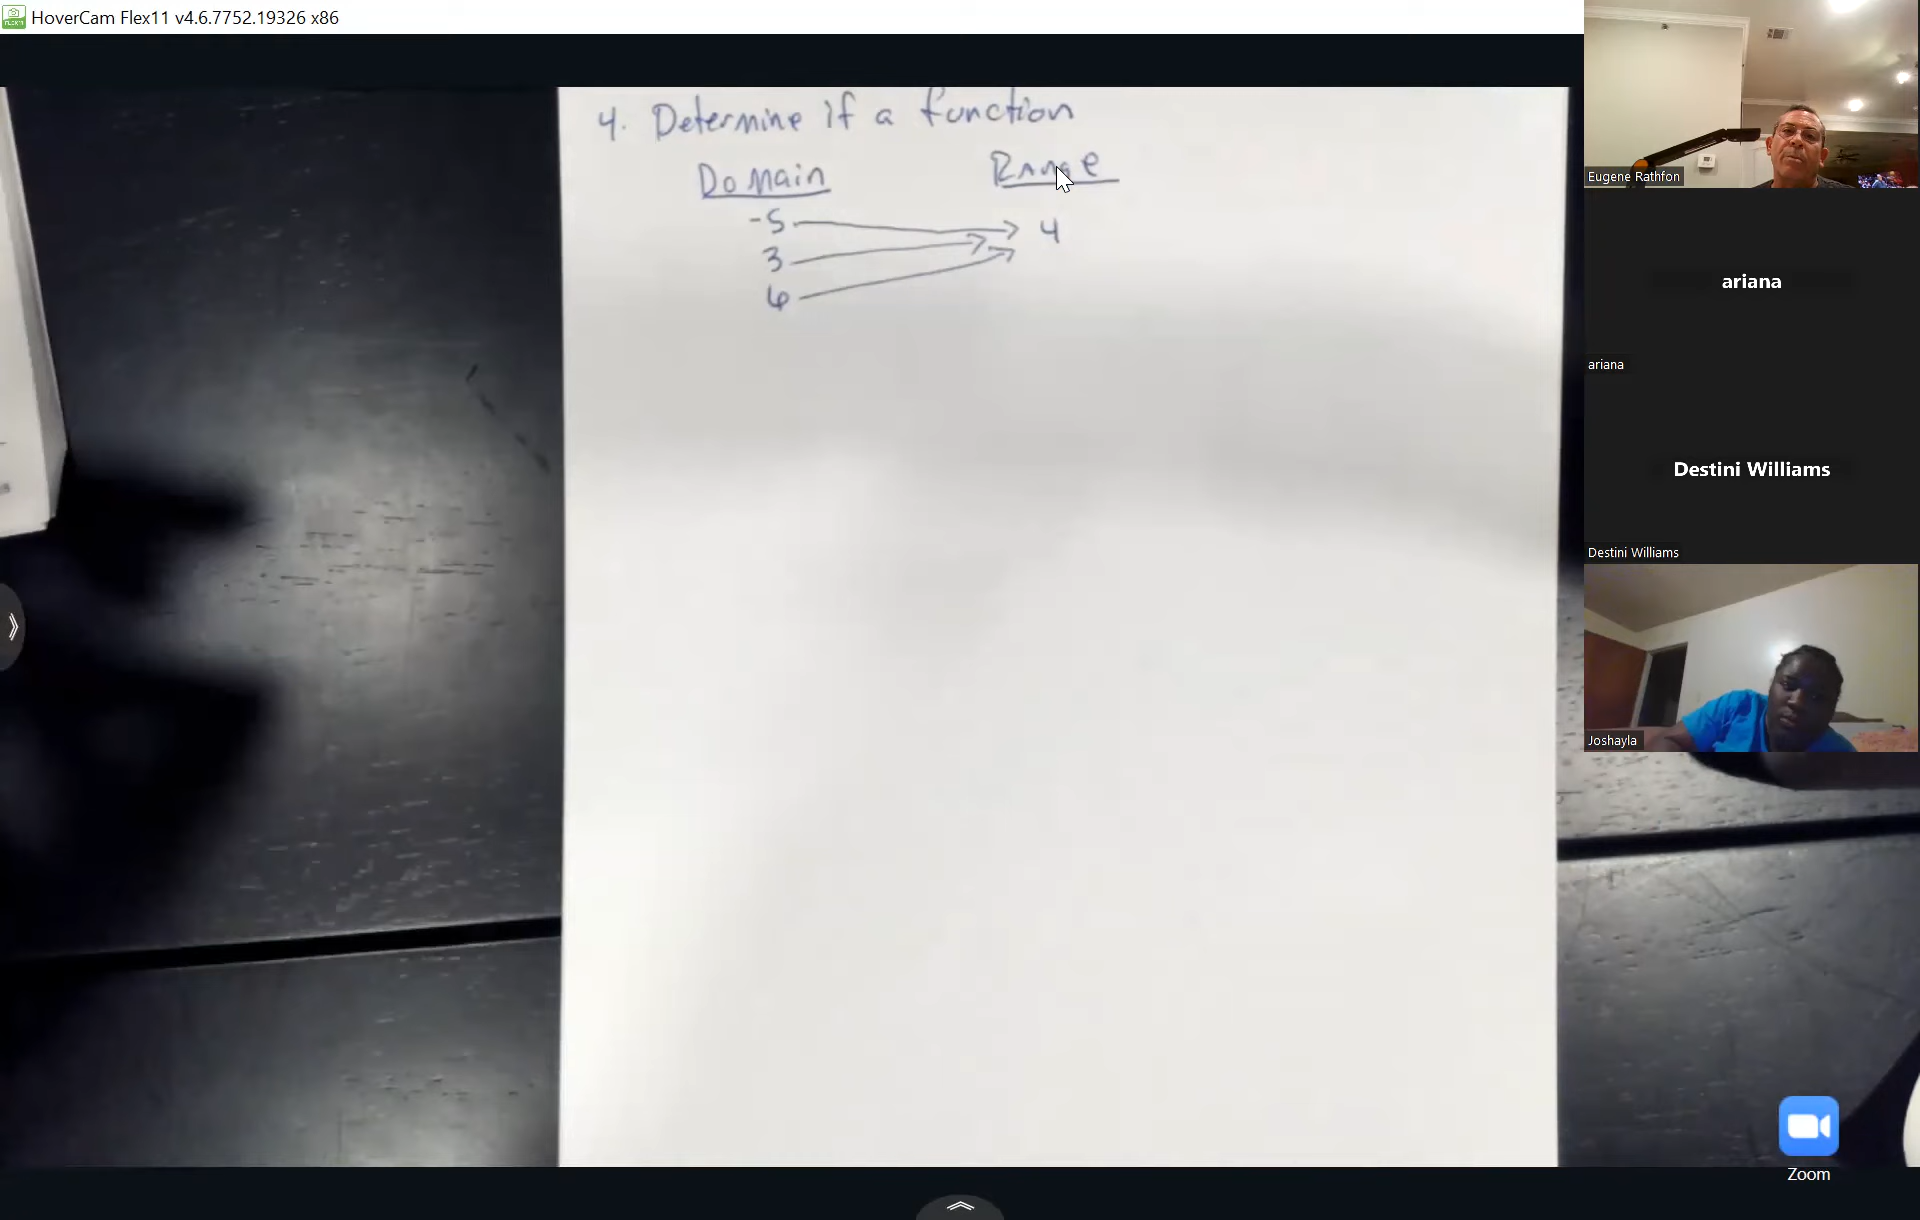 HoverCam Flex11 v4.6.7752.19326 x86
4. Determine if a function
Domain Range
-5 4
3
6
Eugene Rathfon
ariana
ariana
Destini Williams
Destini Williams
Joshayla
Zoom